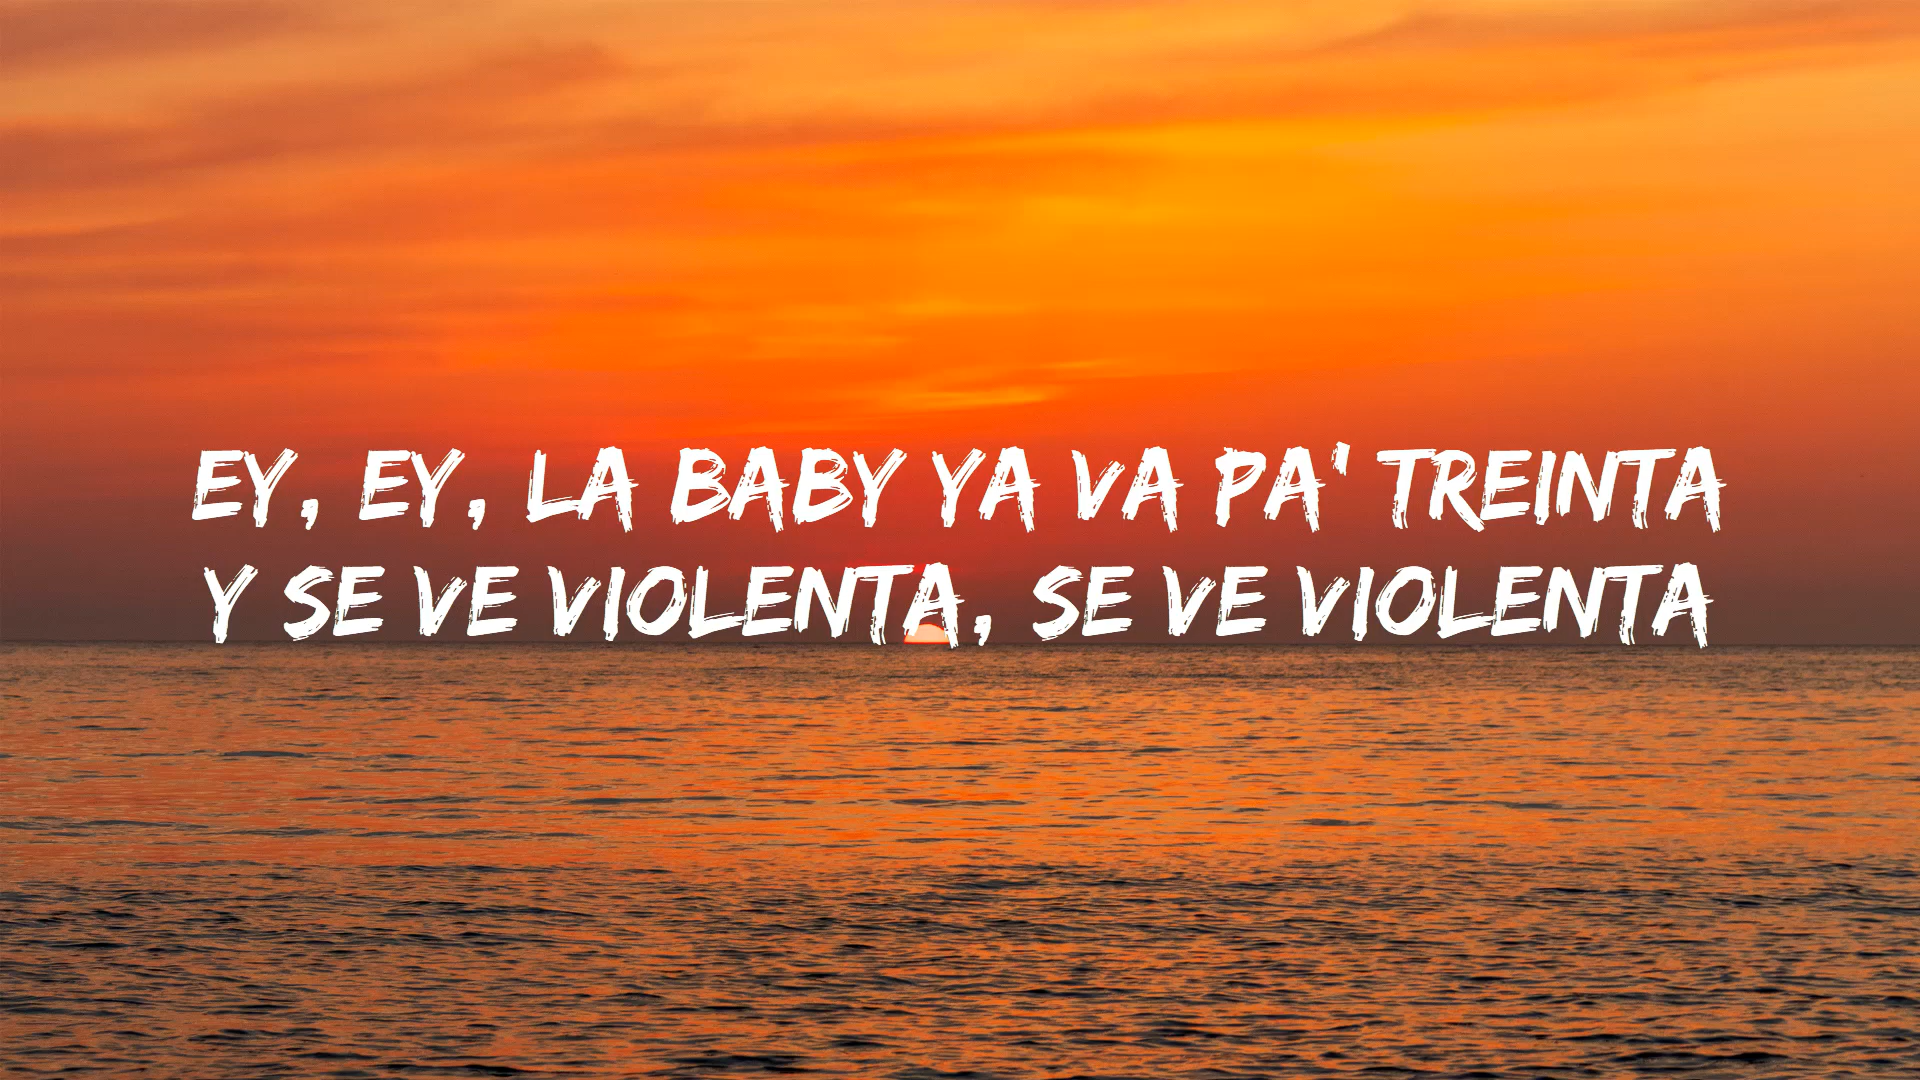 EY, EY, LA BABY YA VA PA' TREINTA
Y SE VE VIOLENTA, SE VE VIOLENTA